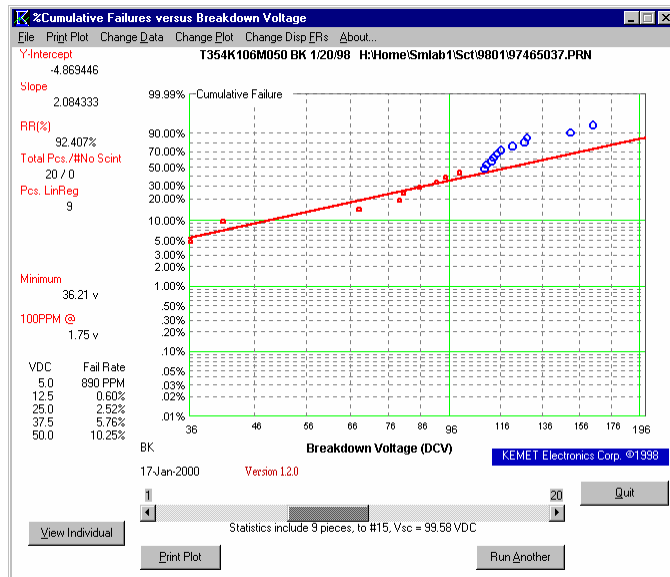 %Cumulative Failures versus Breakdown Voltage
File Print Plot Change Data Change Plot Change Disp FRs About...
T354K106M050 BK 1/20/98 H:\Home\Smlab1\Sct\9801\97465037.PRN
Y-Intercept
-4.869446
Slope
2.084333
RR(%)
92.407%
Total Pcs./#No Scint
20 / 0
Pcs. LinReg
9
Minimum
36.21 v
100PPM @
1.75 v
VDC Fail Rate
5.0 890 PPM
12.5 0.60%
25.0 2.52%
37.5 5.76%
50.0 10.25%
Cumulative Failure
99.99%
90.00%
70.00%
50.00%
30.00%
20.00%
10.00%
5.00%
3.00%
2.00%
1.00%
.50%
.30%
.20%
.10%
.05%
.03%
.02%
.01%
36 46 56 66 76 86 96 116 136 156 176 196
BK
Breakdown Voltage (DCV)
KEMET Electronics Corp. ©1998
17-Jan-2000 Version 1.2.0
1 20
Statistics include 9 pieces, to #15, Vsc = 99.58 VDC
Quit
View Individual
Print Plot
Run Another